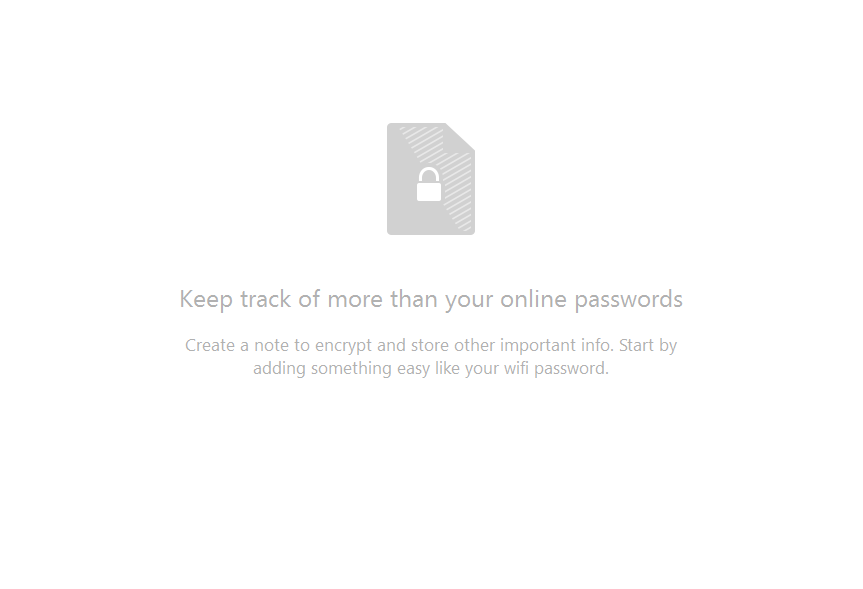 Keep track of more than your online passwords
Create a note to encrypt and store other important info. Start by
adding something easy like your wifi password.